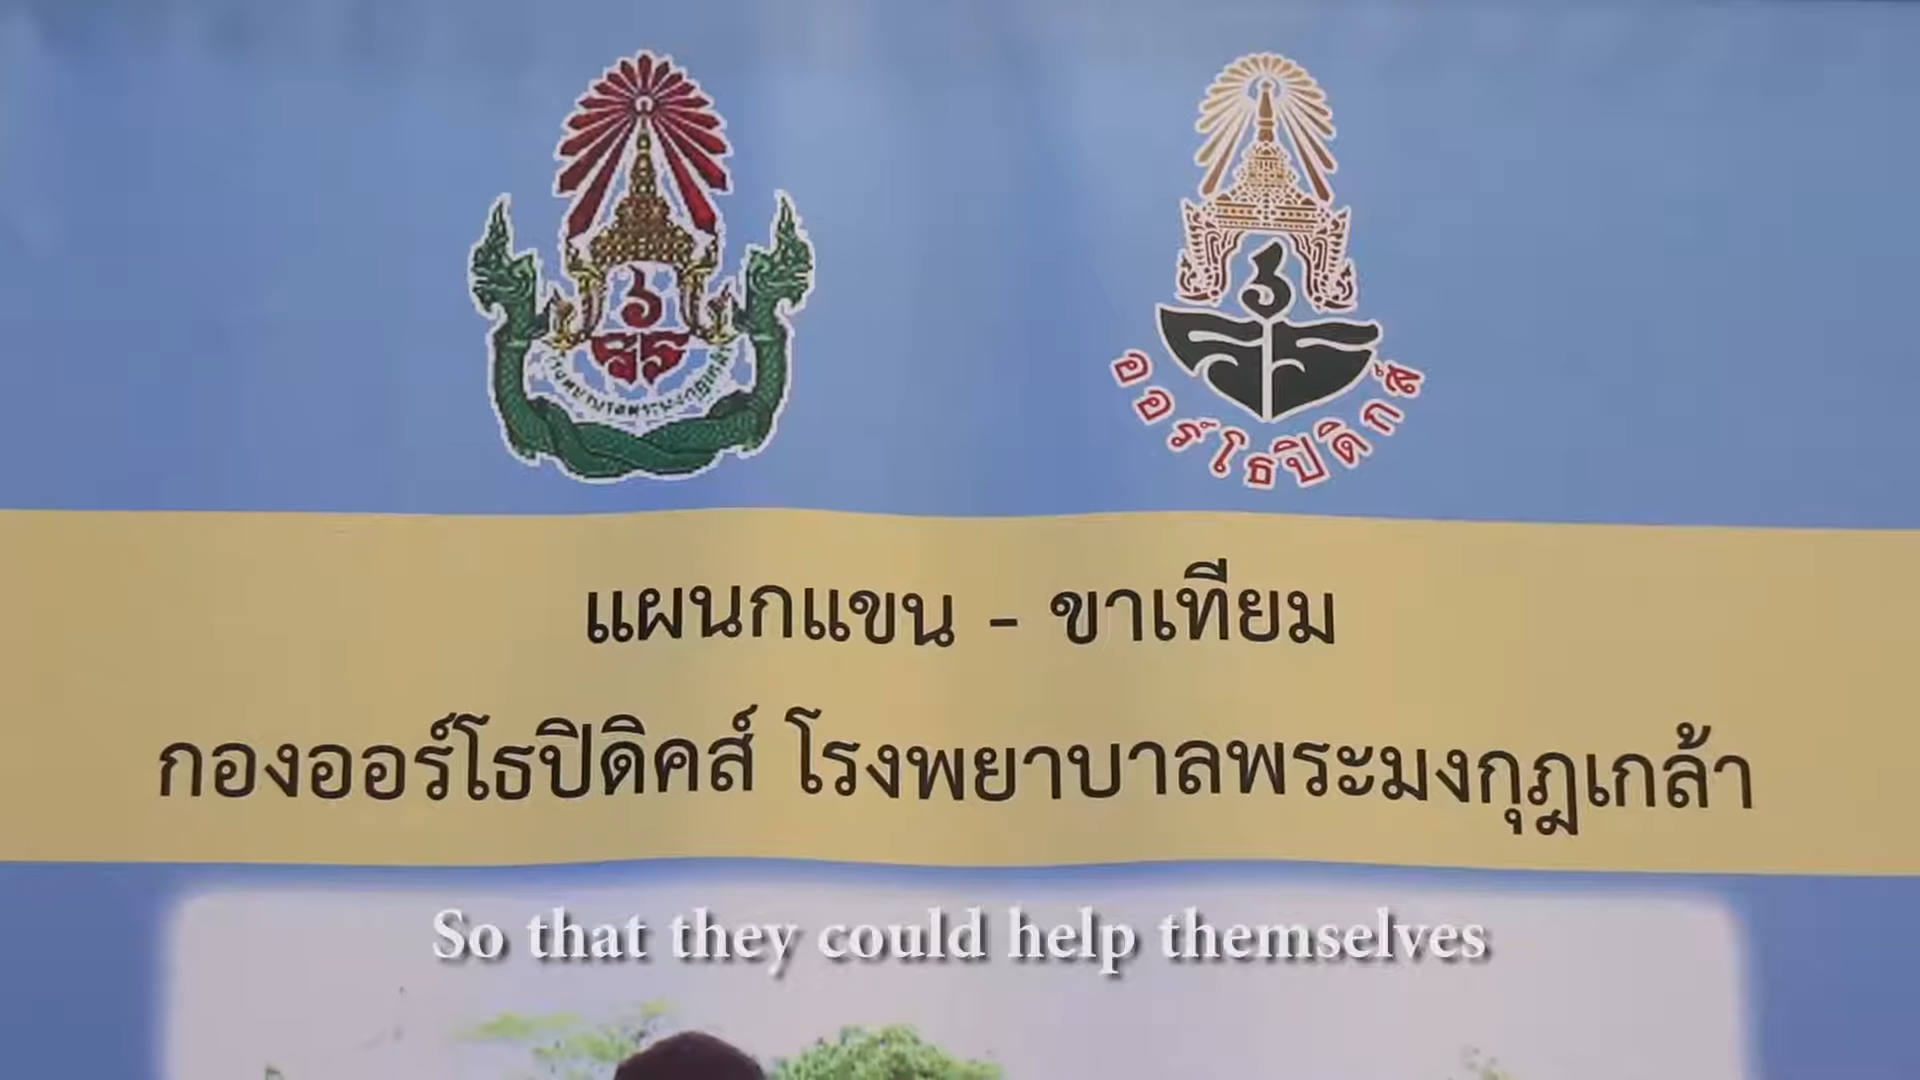 ออร์โธปิดิกส์
แผนกแขน - ขาเทียม
กองออร์โธปิดิคส์ โรงพยาบาลพระมงกุฎเกล้า
So that they could help themselves